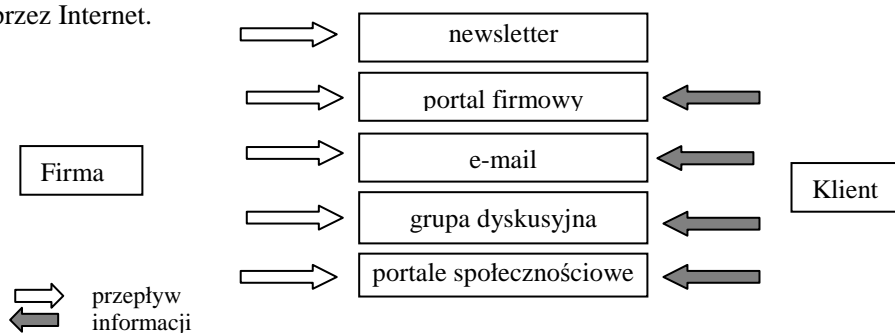 przez Internet.
newsletter
portal firmowy
e-mail
Firma
Klient
grupa dyskusyjna
portale społecznościowe
przepływ
informacji